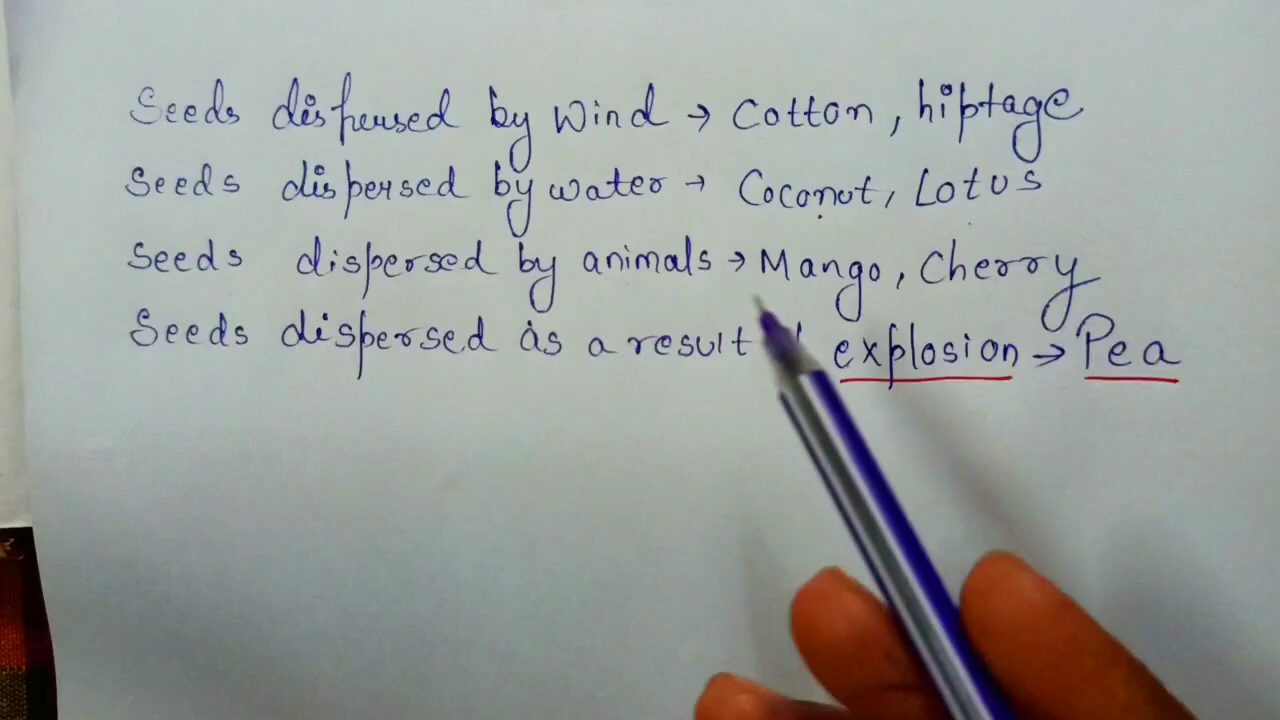 Seeds dispersed by Wind → Cotton, hiptage
Seeds dispersed by water → Coconut, Lotus
Seeds dispersed by animals → Mango, Cherry
Seeds dispersed as a result explosion → Pea